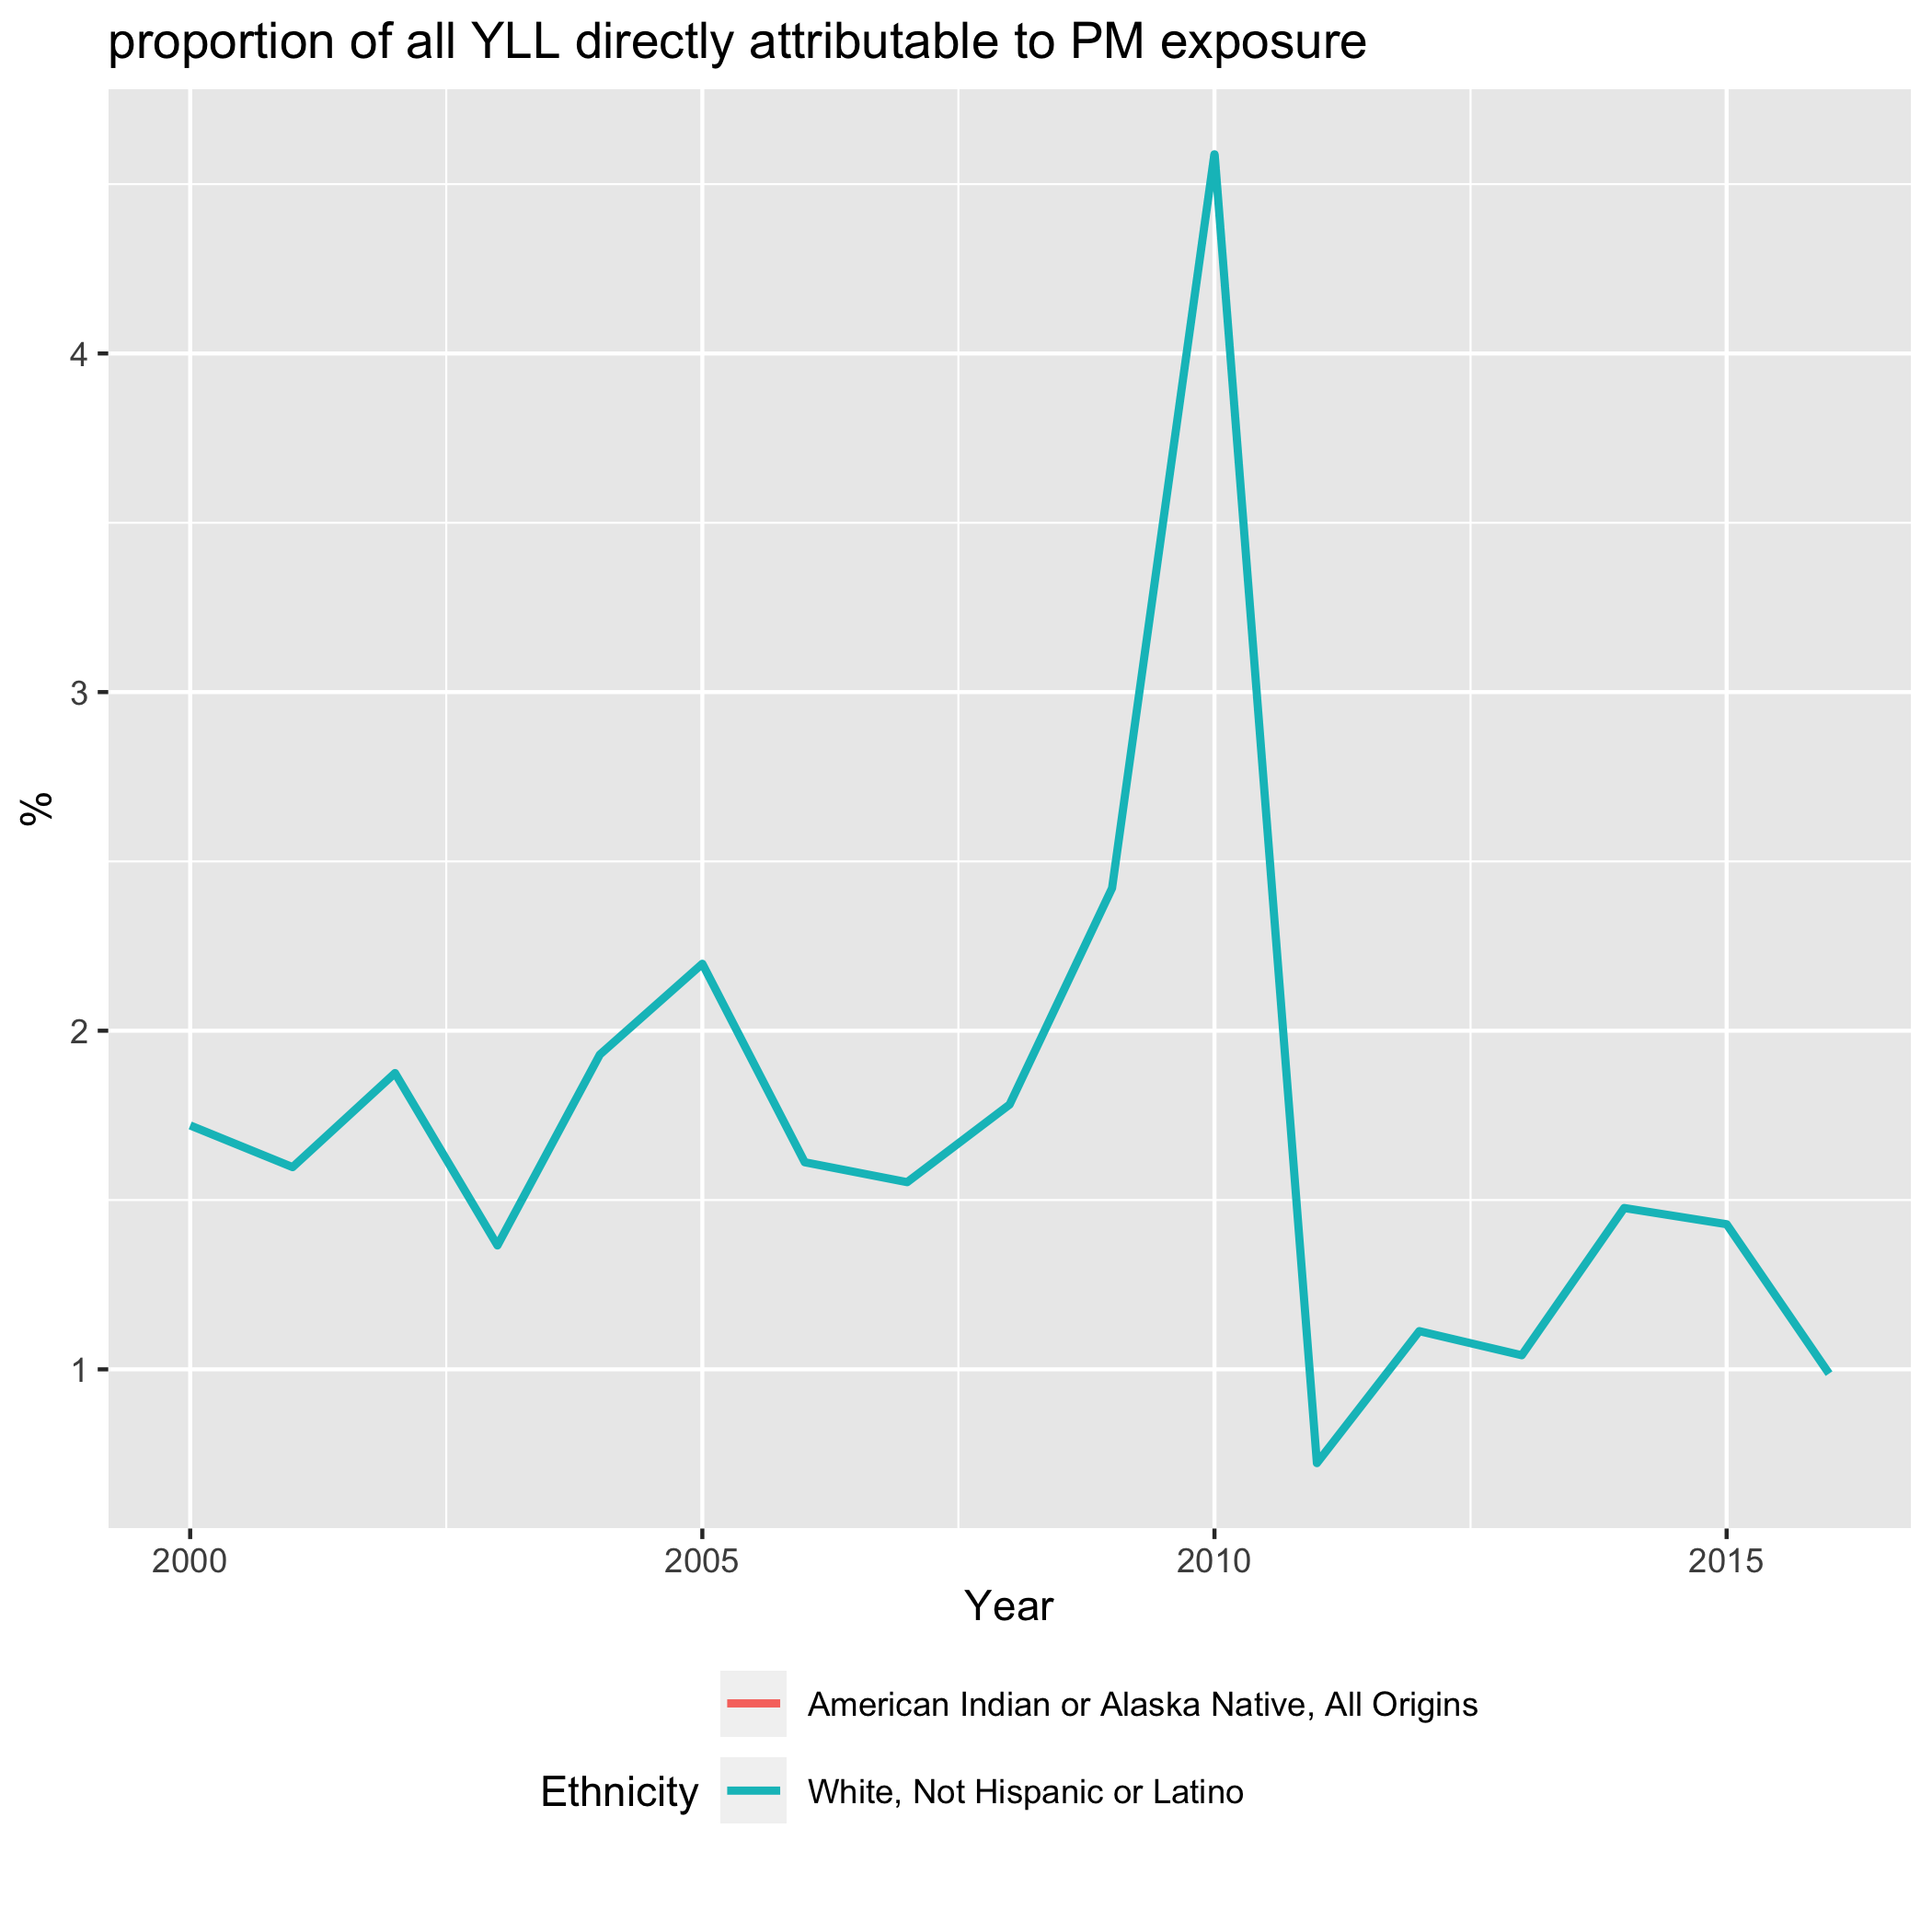 proportion of all YLL directly attributable to PM exposure
%
4
3
2
1
2000 2005 2010 2015
Year
Ethnicity
American Indian or Alaska Native, All Origins
White, Not Hispanic or Latino